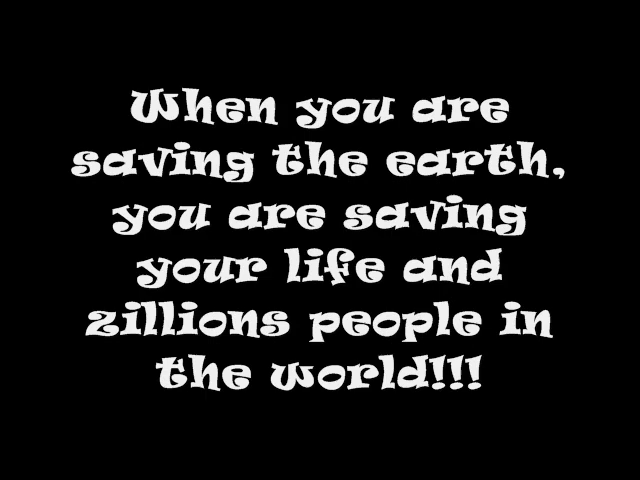 When you are
saving the earth,
you are saving
your life and
zillions people in
the world!!!